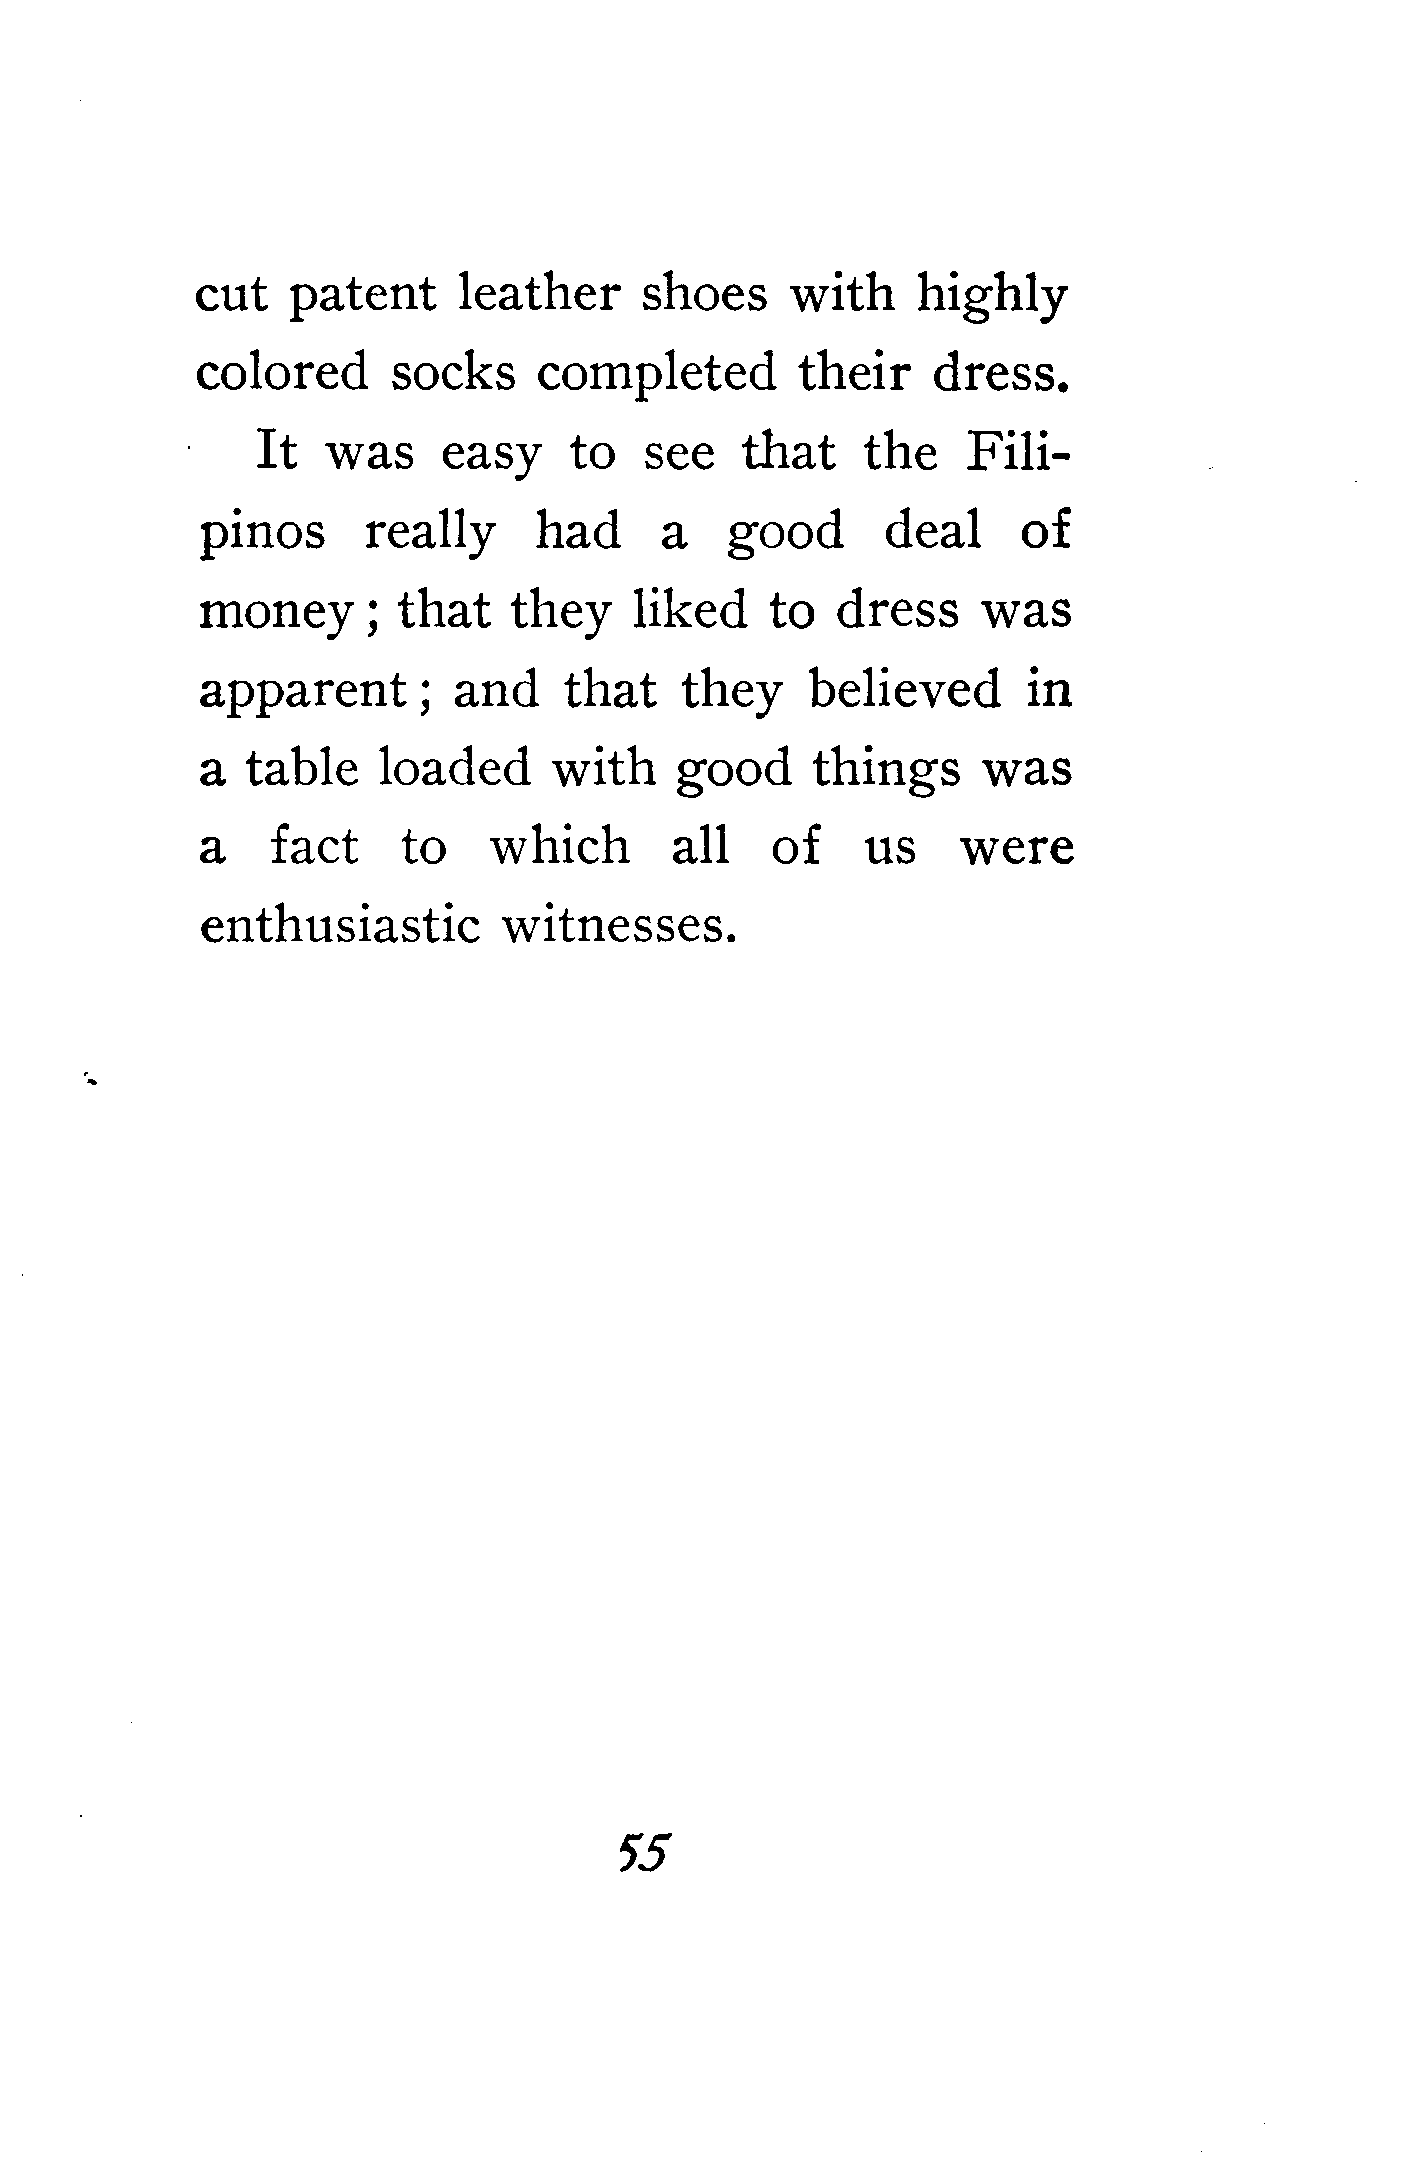 cut patent leather shoes with highly
colored socks completed their dress.
It was easy to see that the Fili-
pinos really had a good deal of
money; that they liked to dress was
apparent; and that they believed in
a table loaded with good things was
a fact to which all of us were
enthusiastic witnesses.
55